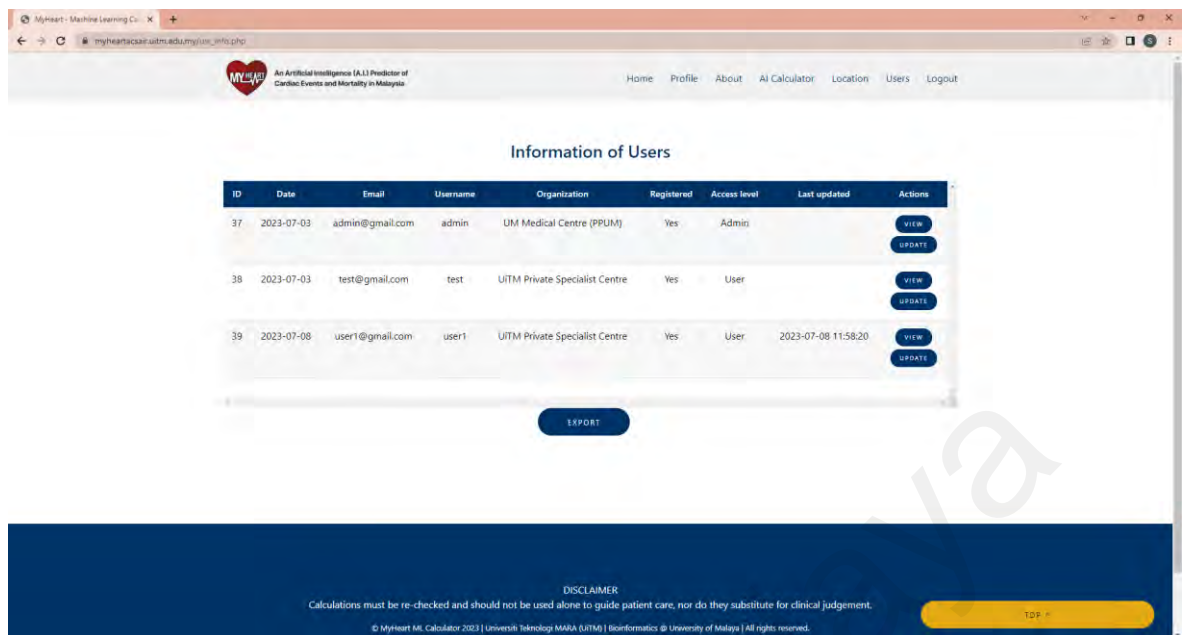 MyHeart - Machine Learning Ca
myheartacsair.uitm.edu.my/usr_info.php
MY HEART
An Artificial Intelligence (A.I.) Predictor of
Cardiac Events and Mortality in Malaysia
Home Profile About AI Calculator Location Users Logout
Information of Users
ID Date Email Username Organization Registered Access level Last updated Actions
37 2023-07-03 admin@gmail.com admin UM Medical Centre (PPUM) Yes Admin VIEW
UPDATE
38 2023-07-03 test@gmail.com test UiTM Private Specialist Centre Yes User VIEW
UPDATE
39 2023-07-08 user1@gmail.com user1 UiTM Private Specialist Centre Yes User 2023-07-08 11:58:20 VIEW
UPDATE
EXPORT
DISCLAIMER
Calculations must be re-checked and should not be used alone to guide patient care, nor do they substitute for clinical judgement.
TOP ^
© MyHeart ML Calculator 2023 | Universiti Teknologi MARA (UiTM) | Bioinformatics @ University of Malaya | All rights reserved.